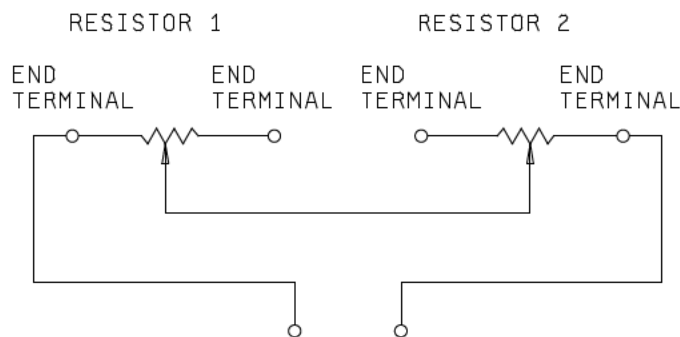 RESISTOR 1
RESISTOR 2
END
TERMINAL
END
TERMINAL
END
TERMINAL
END
TERMINAL